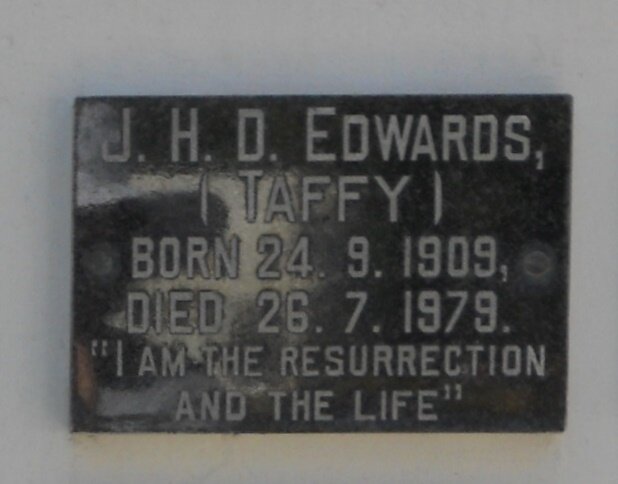 J. H. D. EDWARDS,
( TAFFY )
BORN 24. 9. 1909,
DIED 26. 7. 1979.
"I AM THE RESURRECTION
AND THE LIFE"